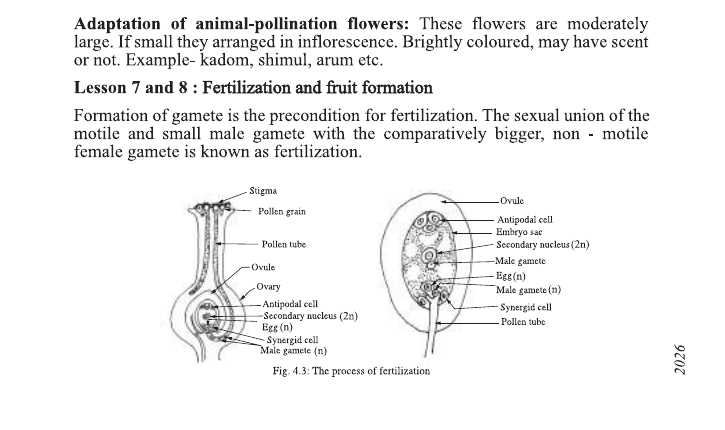 Adaptation of animal-pollination flowers: These flowers are moderately
large. If small they arranged in inflorescence. Brightly coloured, may have scent
or not. Example- kadom, shimul, arum etc.
Lesson 7 and 8 : Fertilization and fruit formation
Formation of gamete is the precondition for fertilization. The sexual union of the
motile and small male gamete with the comparatively bigger, non - motile
female gamete is known as fertilization.
Stigma
Pollen grain
Pollen tube
Ovule
Ovary
Antipodal cell
Secondary nucleus (2n)
Egg (n)
Synergid cell
Male gamete (n)
Ovule
Antipodal cell
Embryo sac
Secondary nucleus (2n)
Male gamete
Egg (n)
Male gamete (n)
Synergid cell
Pollen tube
Fig. 4.3: The process of fertilization
2026